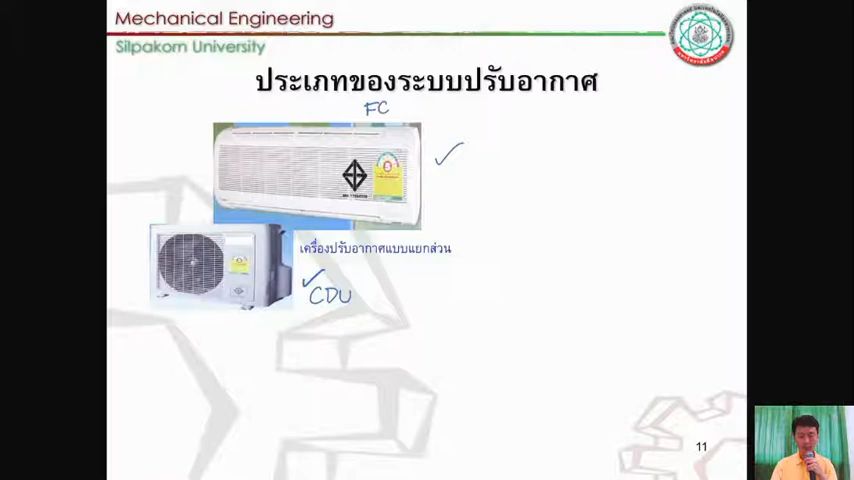 Mechanical Engineering
Silpakorn University
ประเภทของระบบปรับอากาศ
FC
เครื่องปรับอากาศแบบแยกส่วน
CDU
11